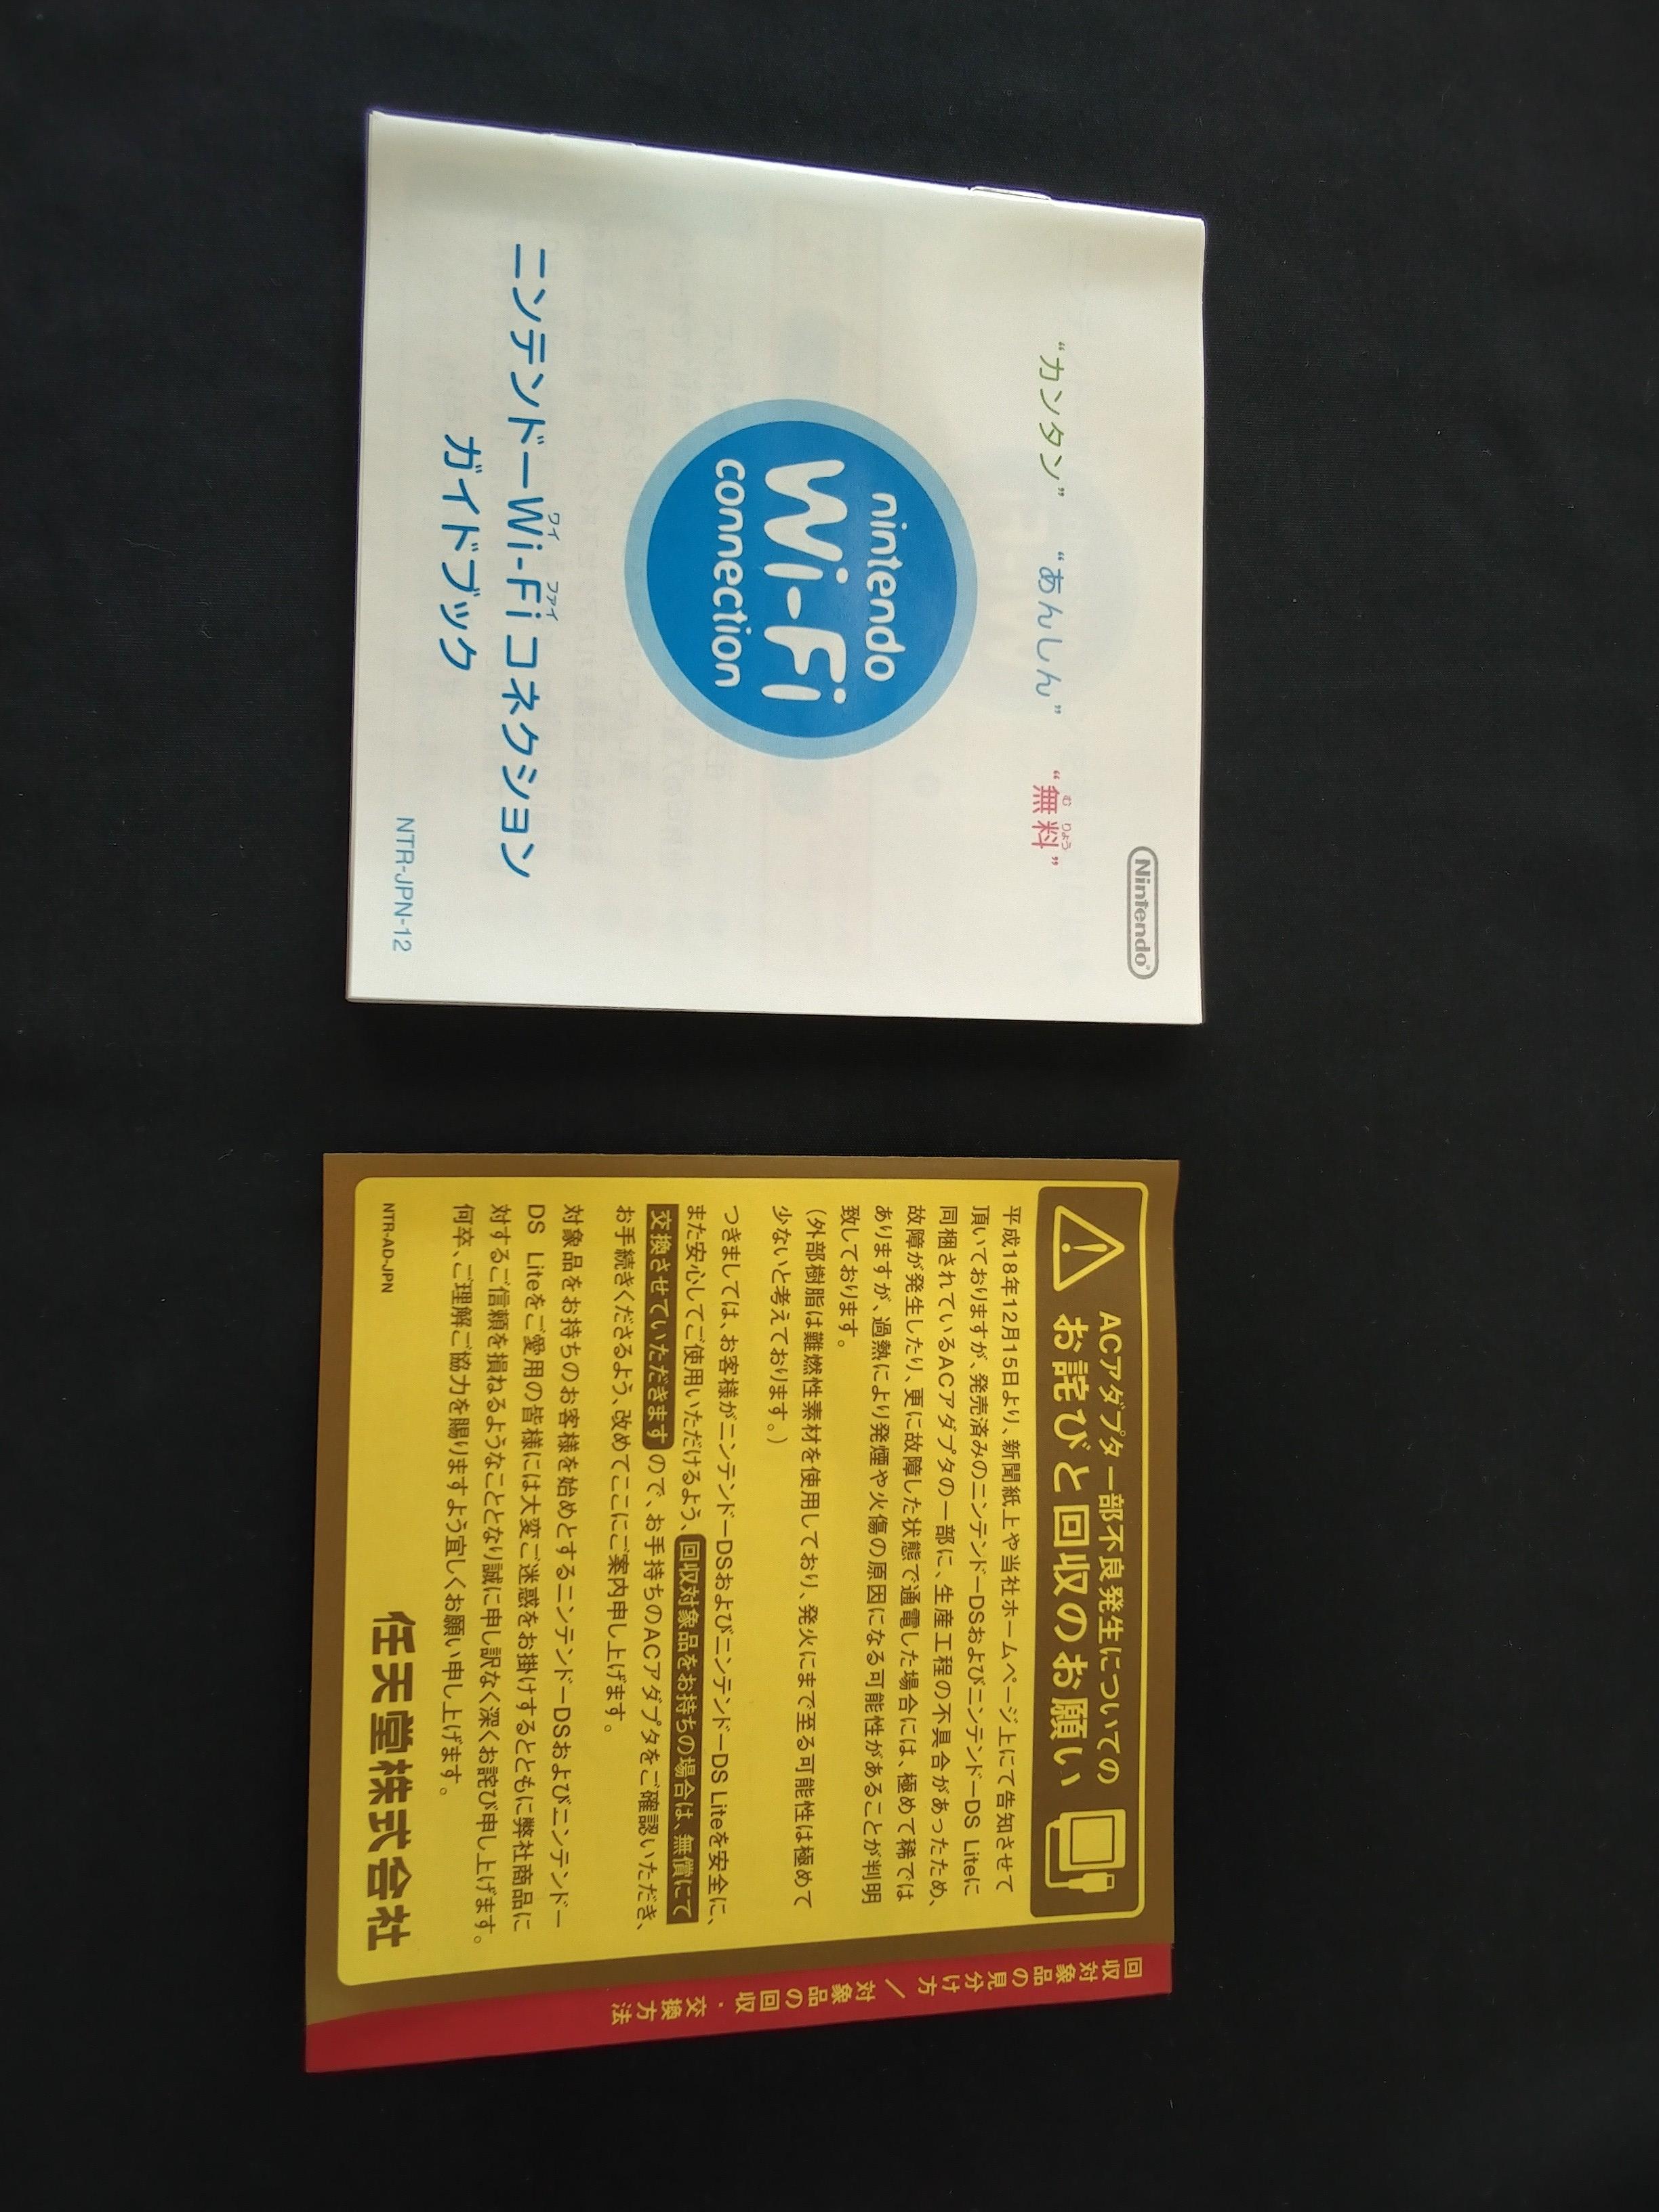 Nintendo®
“カンタン” “あんしん” “無料”
む りょう
nintendo
Wi-Fi
connection
ワイ ファイ
ニンテンドーWi-Fiコネクション
ガイドブック
NTR-JPN-12
ACアダプタ一部不良発生についての
お詫びと回収のお願い
平成18年12月15日より、新聞紙上や当社ホームページ上にて告知させて
頂いておりますが、発売済みのニンテンドーDSおよびニンテンドーDS Liteに
同梱されているACアダプタの一部に、生産工程の不具合があったため、
故障が発生したり、更に故障した状態で通電した場合には、極めて稀では
ありますが、過熱により発煙や火傷の原因になる可能性があることが判明
致しております。
（外部樹脂は難燃性素材を使用しており、発火にまで至る可能性は極めて
少ないと考えております。）
つきましては、お客様がニンテンドーDSおよびニンテンドーDS Liteを安全に、
また安心してご使用いただけるよう、回収対象品をお持ちの場合は、無償にて
交換させていただきますので、お手持ちのACアダプタをご確認いただき、
お手続きくださるよう、改めてここにご案内申し上げます。
対象品をお持ちのお客様を始めとするニンテンドーDSおよびニンテンドー
DS Liteをご愛用の皆様には大変ご迷惑をお掛けするとともに弊社商品に
対するご信頼を損ねるようなこととなり誠に申し訳なく深くお詫び申し上げます。
何卒、ご理解ご協力を賜りますよう宜しくお願い申し上げます。
NTR-AD-JPN
任天堂株式会社
回収対象品の見分け方／対象品の回収・交換方法